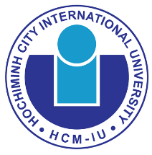 HOCHIMINH CITY INTERNATIONAL UNIVERSITY
• HCM-IU •